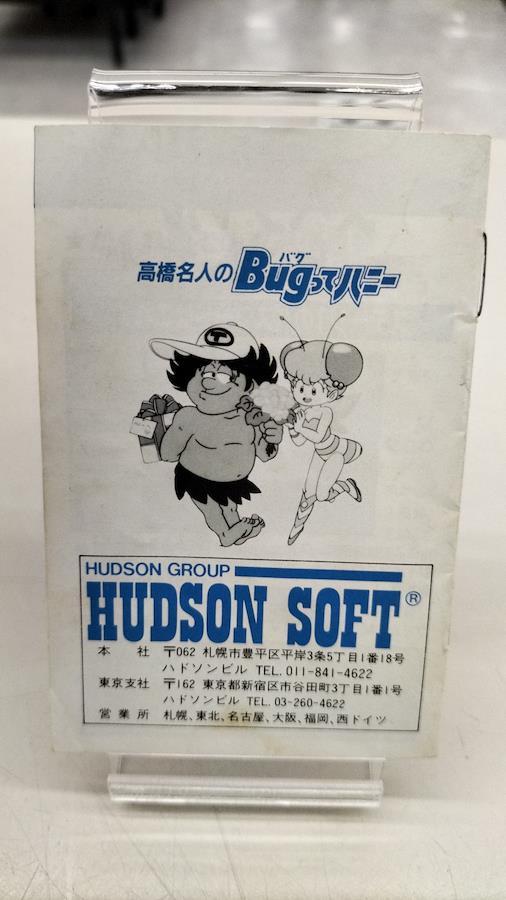 高橋名人のBugってハニー
バグ
T
HUDSON GROUP
HUDSON SOFT®
本社 〒062 札幌市豊平区平岸3条5丁目1番18号
ハドソンビル TEL. 011-841-4622
東京支社 〒162 東京都新宿区市谷田町3丁目1番1号
ハドソンビル TEL. 03-260-4622
営業所 札幌、東北、名古屋、大阪、福岡、西ドイツ